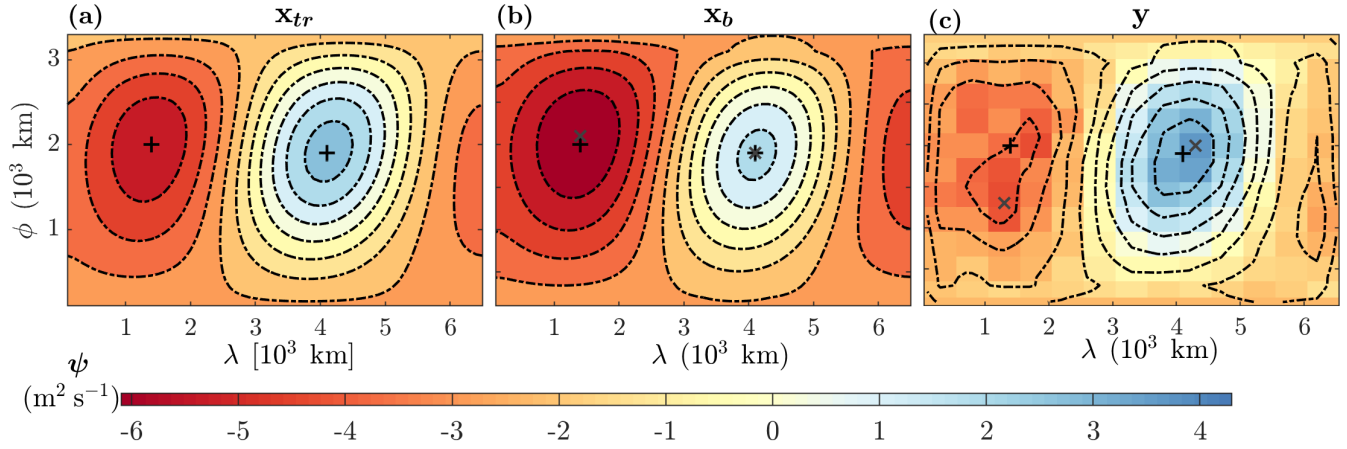 (a) x_tr (b) x_b (c) y
3
2
1
ϕ (10³ km)
1 2 3 4 5 6 1 2 3 4 5 6 1 2 3 4 5 6
λ [10³ km] λ (10³ km) λ (10³ km)
ψ
(m² s⁻¹)
-6 -5 -4 -3 -2 -1 0 1 2 3 4